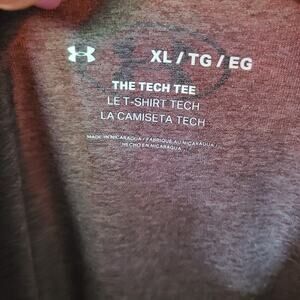 XL / TG / EG
THE TECH TEE
LE T-SHIRT TECH
LA CAMISETA TECH
MADE IN NICARAGUA / FABRIQUÉ AU NICARAGUA /
HECHO EN NICARAGUA